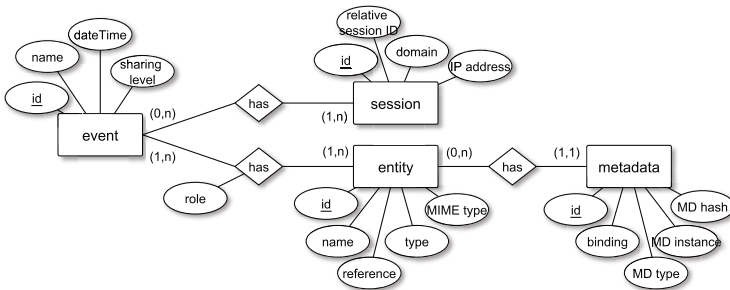 relative
session ID
dateTime
name
sharing
level
id
domain
id
IP address
(0,n)
has
session
(1,n)
event
(1,n)
has
(1,n)
entity
(0,n)
has
(1,1)
metadata
role
id
MIME type
name
type
reference
id
MD hash
binding
MD instance
MD type